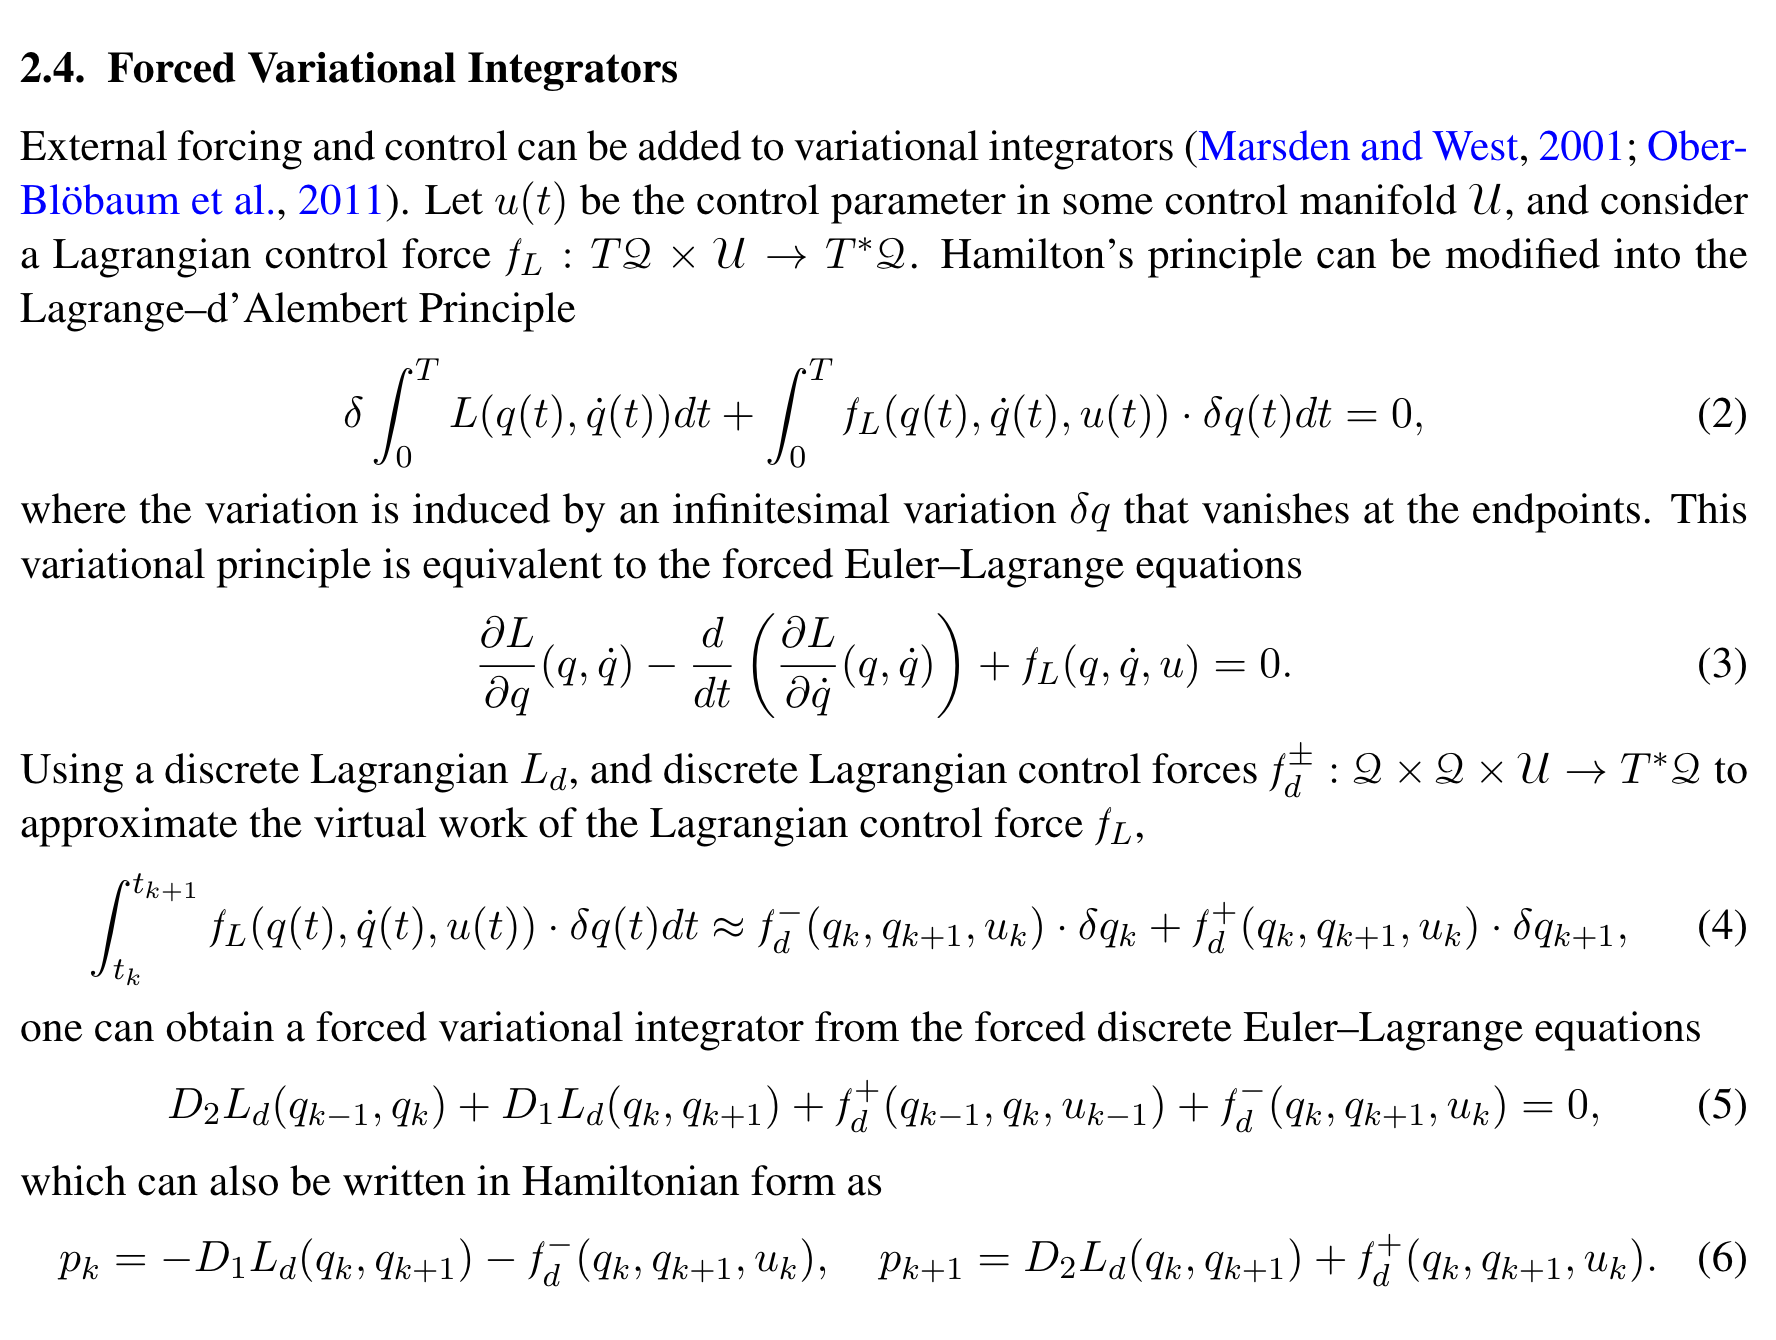 2.4. Forced Variational Integrators
External forcing and control can be added to variational integrators (Marsden and West, 2001; Ober-
Blöbaum et al., 2011). Let $u(t)$ be the control parameter in some control manifold $\mathcal{U}$, and consider
a Lagrangian control force $f_L : T\mathcal{Q} \times \mathcal{U} \to T^*\mathcal{Q}$. Hamilton's principle can be modified into the
Lagrange–d'Alembert Principle
$\delta \int_0^T L(q(t), \dot{q}(t))dt + \int_0^T f_L(q(t), \dot{q}(t), u(t)) \cdot \delta q(t)dt = 0,$ (2)
where the variation is induced by an infinitesimal variation $\delta q$ that vanishes at the endpoints. This
variational principle is equivalent to the forced Euler–Lagrange equations
$\frac{\partial L}{\partial q}(q, \dot{q}) - \frac{d}{dt}\left(\frac{\partial L}{\partial \dot{q}}(q, \dot{q})\right) + f_L(q, \dot{q}, u) = 0.$ (3)
Using a discrete Lagrangian $L_d$, and discrete Lagrangian control forces $f_d^{\pm} : \mathcal{Q} \times \mathcal{Q} \times \mathcal{U} \to T^*\mathcal{Q}$ to
approximate the virtual work of the Lagrangian control force $f_L$,
$\int_{t_k}^{t_{k+1}} f_L(q(t), \dot{q}(t), u(t)) \cdot \delta q(t)dt \approx f_d^-(q_k, q_{k+1}, u_k) \cdot \delta q_k + f_d^+(q_k, q_{k+1}, u_k) \cdot \delta q_{k+1},$ (4)
one can obtain a forced variational integrator from the forced discrete Euler–Lagrange equations
$D_2 L_d(q_{k-1}, q_k) + D_1 L_d(q_k, q_{k+1}) + f_d^+(q_{k-1}, q_k, u_{k-1}) + f_d^-(q_k, q_{k+1}, u_k) = 0,$ (5)
which can also be written in Hamiltonian form as
$p_k = -D_1 L_d(q_k, q_{k+1}) - f_d^-(q_k, q_{k+1}, u_k), \quad p_{k+1} = D_2 L_d(q_k, q_{k+1}) + f_d^+(q_k, q_{k+1}, u_k).$ (6)